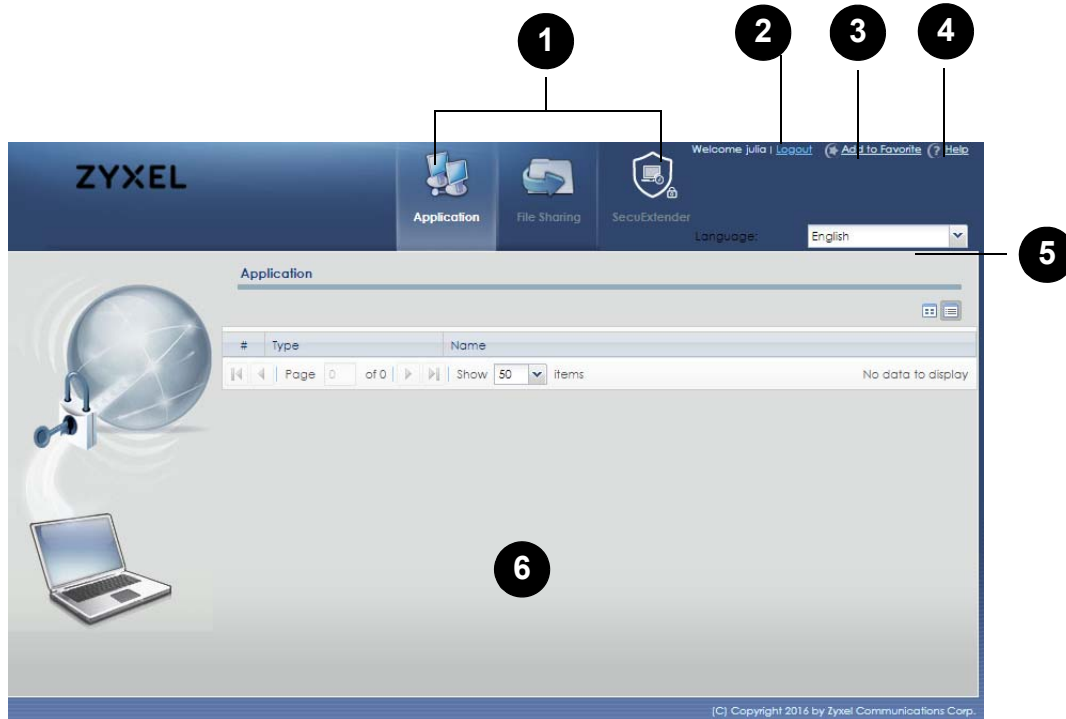 1
2
3
4
ZYXEL
Welcome julia | Logout Add to Favorite ? Help
Application
File Sharing
SecuExtender
Language:
English
5
Application
# Type Name
Page 0 of 0 Show 50 items No data to display
6
(C) Copyright 2016 by Zyxel Communications Corp.